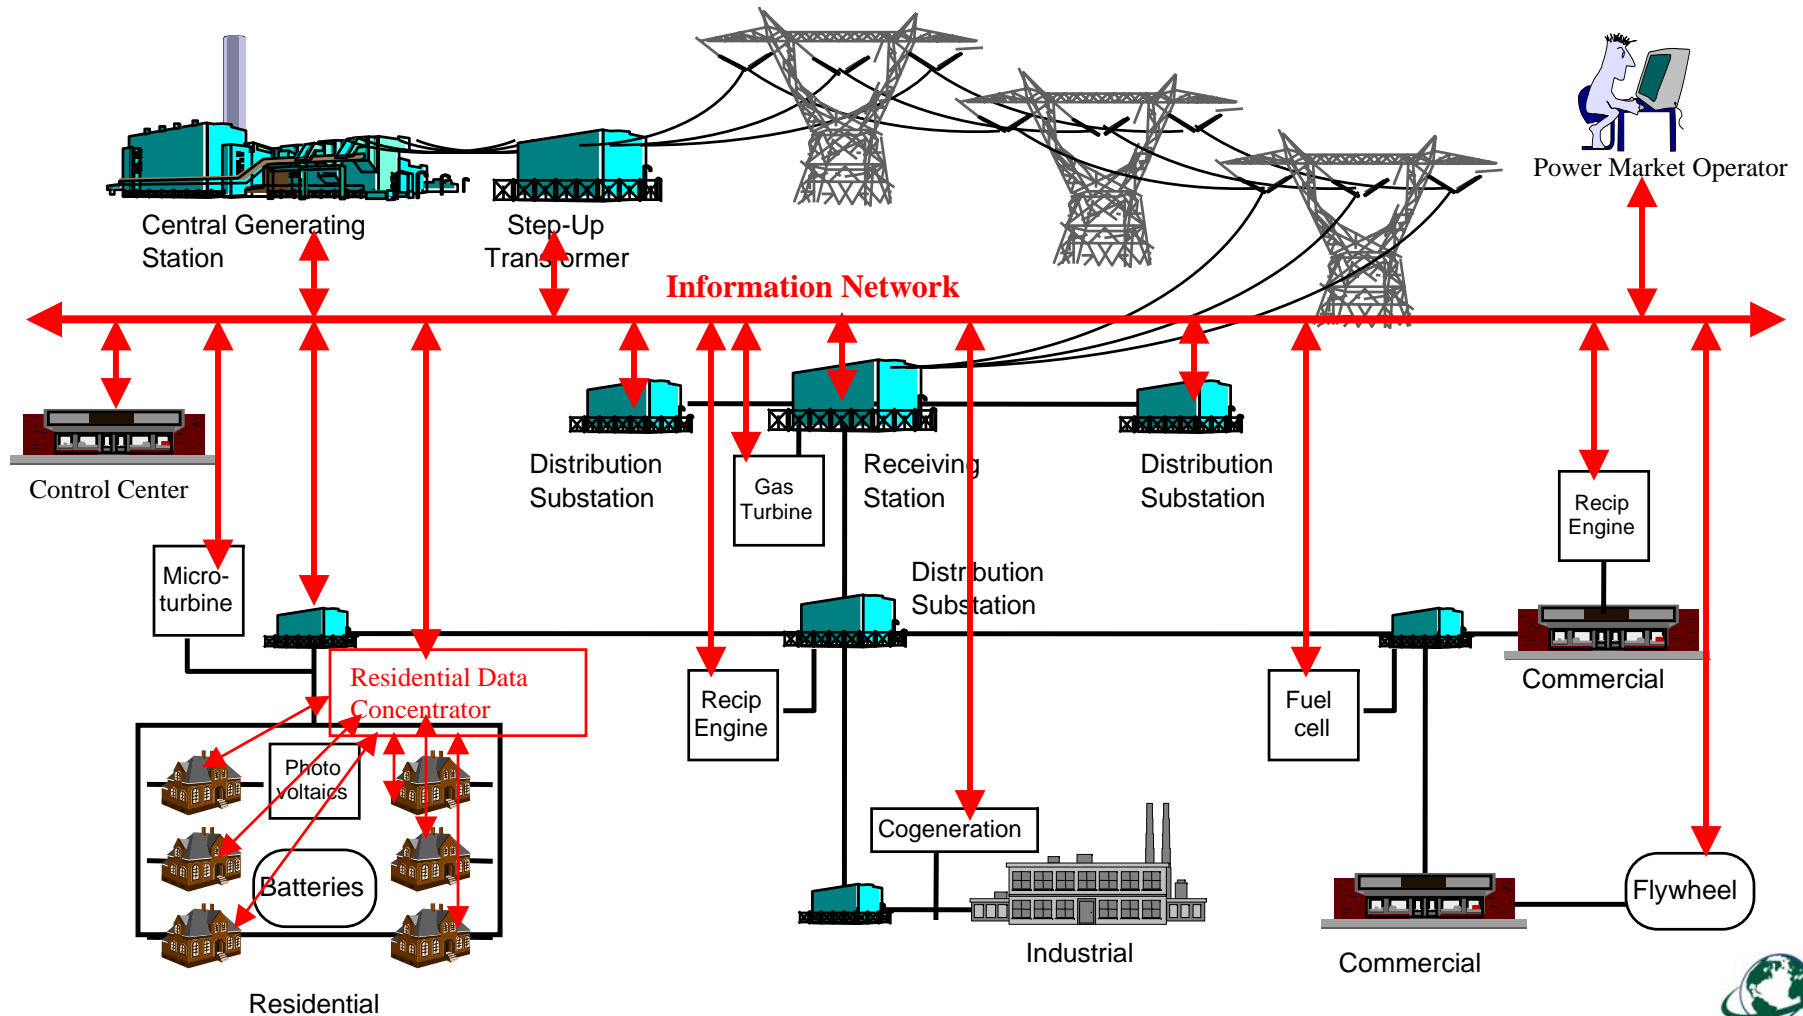 Power Market Operator
Central Generating
Station
Step-Up
Transformer
Information Network
Control Center
Distribution
Substation
Gas
Turbine
Receiving
Station
Distribution
Substation
Recip
Engine
Micro-
turbine
Distribution
Substation
Residential Data
Concentrator
Recip
Engine
Fuel
cell
Commercial
Photo
voltaics
Batteries
Cogeneration
Flywheel
Industrial
Commercial
Residential